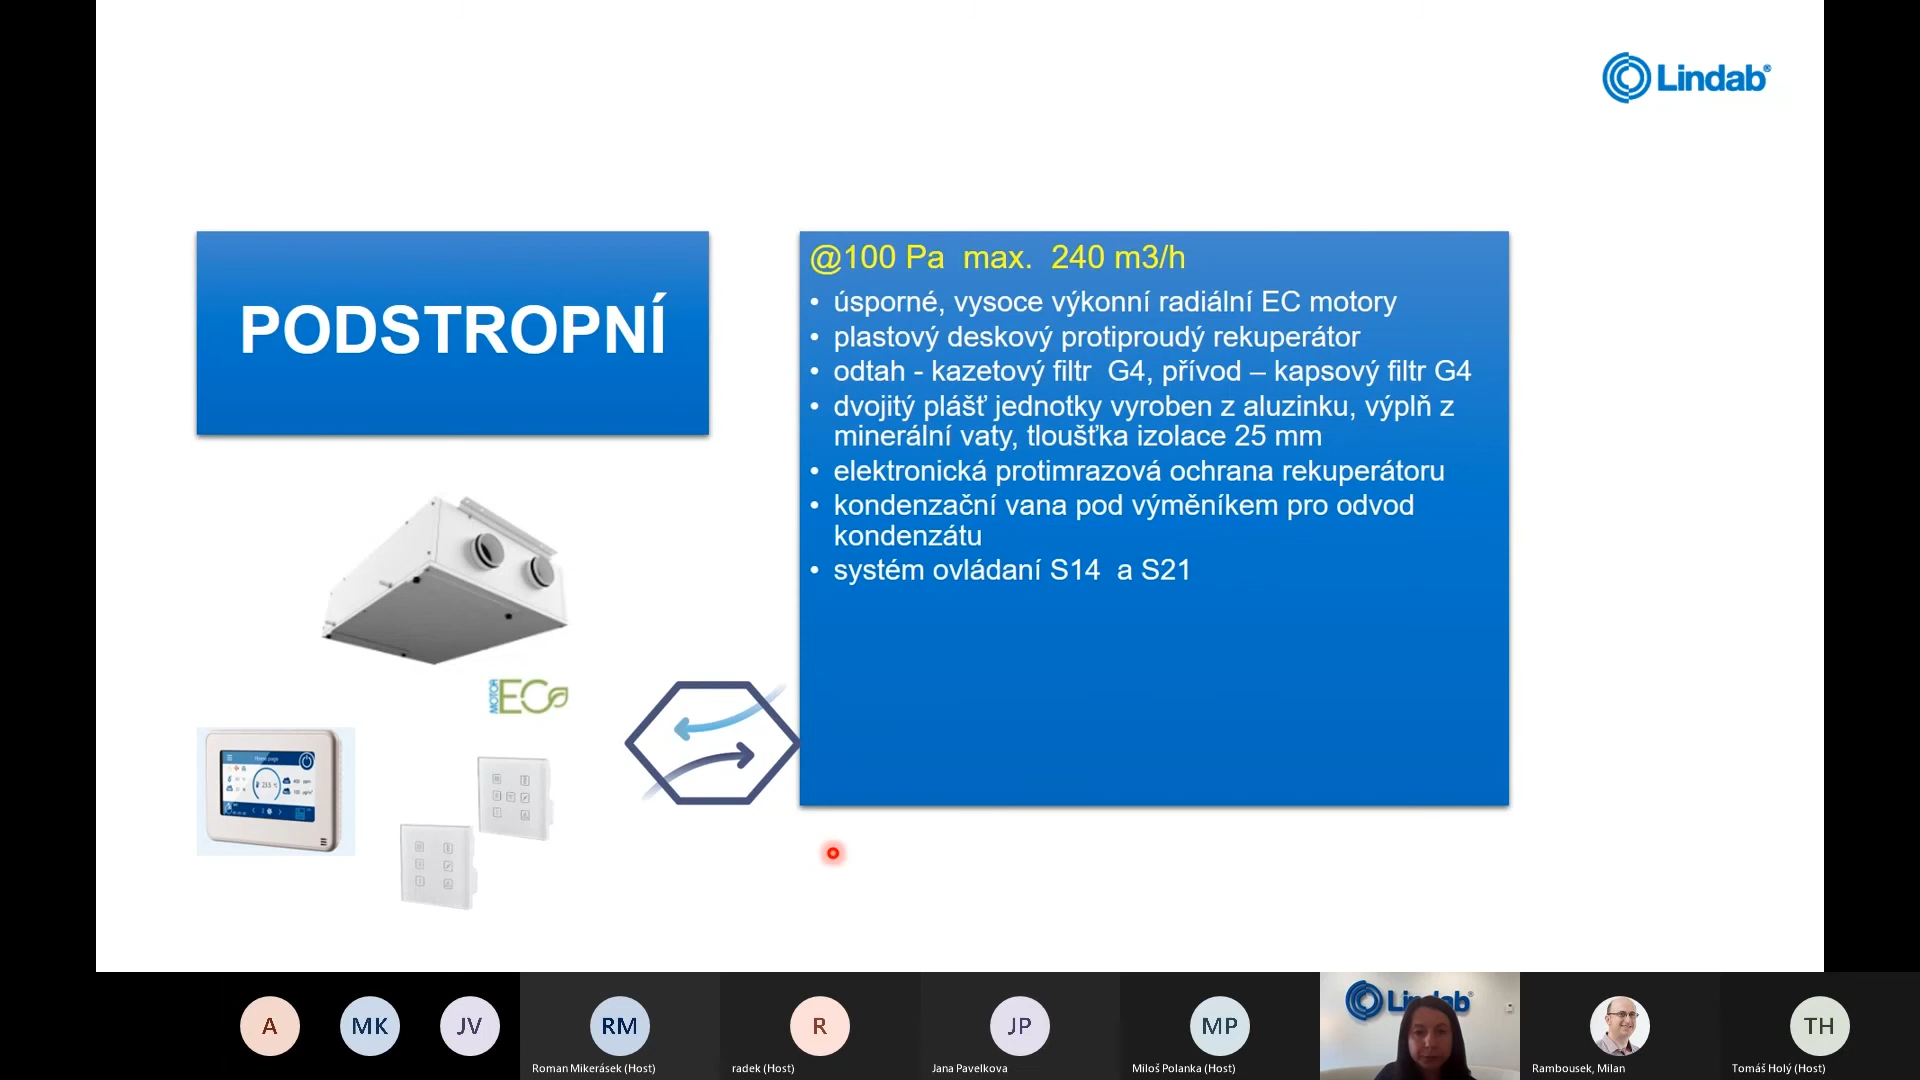 Lindab®
PODSTROPNÍ
@100 Pa  max.  240 m3/h
• úsporné, vysoce výkonní radiální EC motory
• plastový deskový protiproudý rekuperátor
• odtah - kazetový filtr  G4, přívod – kapsový filtr G4
• dvojitý plášť jednotky vyroben z aluzinku, výplň z
minerální vaty, tloušťka izolace 25 mm
• elektronická protimrazová ochrana rekuperátoru
• kondenzační vana pod výměníkem pro odvod
kondenzátu
• systém ovládaní S14  a S21
MOTOR
EC
Home page
A
MK
JV
RM
R
JP
MP
Lindab®
TH
Roman Mikerásek (Host)
radek (Host)
Jana Pavelkova
Miloš Polanka (Host)
Rambousek, Milan
Tomáš Holý (Host)